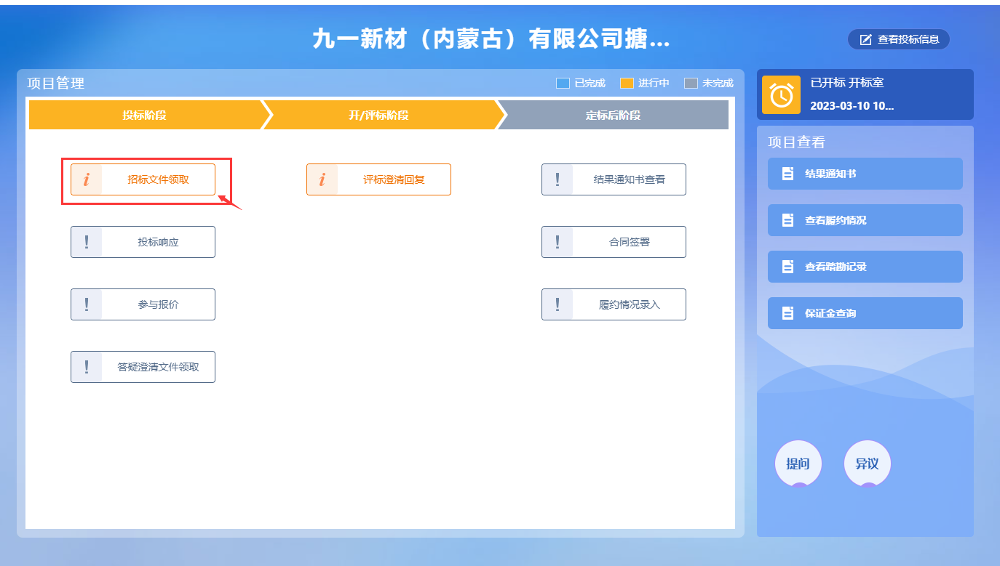 九一新材（内蒙古）有限公司搪...
查看投标信息
项目管理
已完成
进行中
未完成
投标阶段
开/评标阶段
定标后阶段
招标文件领取
评标澄清回复
结果通知书查看
投标响应
合同签署
参与报价
履约情况录入
答疑澄清文件领取
已开标 开标室
2023-03-10 10...
项目查看
结果通知书
查看履约情况
查看踏勘记录
保证金查询
提问
异议